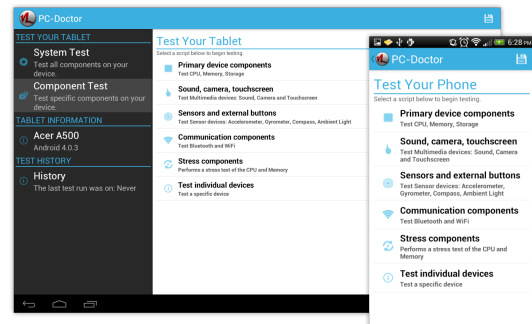 PC-Doctor
TEST YOUR TABLET
System Test
Test all components on your
device.
Component Test
Test specific components on your
device.
TABLET INFORMATION
Acer A500
Android 4.0.3
TEST HISTORY
History
The last test run was on: Never
Test Your Tablet
Select a script below to begin testing.
Primary device components
Test CPU, Memory, Storage
Sound, camera, touchscreen
Test Multimedia devices: Sound, Camera and Touchscreen
Sensors and external buttons
Test Sensor devices: Accelerometer, Gyrometer, Compass, Ambient Light
Communication components
Test Bluetooth and WiFi
Stress components
Performs a stress test of the CPU and Memory
Test individual devices
Test a specific device
6:28 PM
PC-Doctor
Test Your Phone
Select a script below to begin testing.
Primary device components
Test CPU, Memory, Storage
Sound, camera, touchscreen
Test Multimedia devices: Sound, Camera
and Touchscreen
Sensors and external buttons
Test Sensor devices: Accelerometer,
Gyrometer, Compass, Ambient Light
Communication components
Test Bluetooth and WiFi
Stress components
Performs a stress test of the CPU and
Memory
Test individual devices
Test a specific device